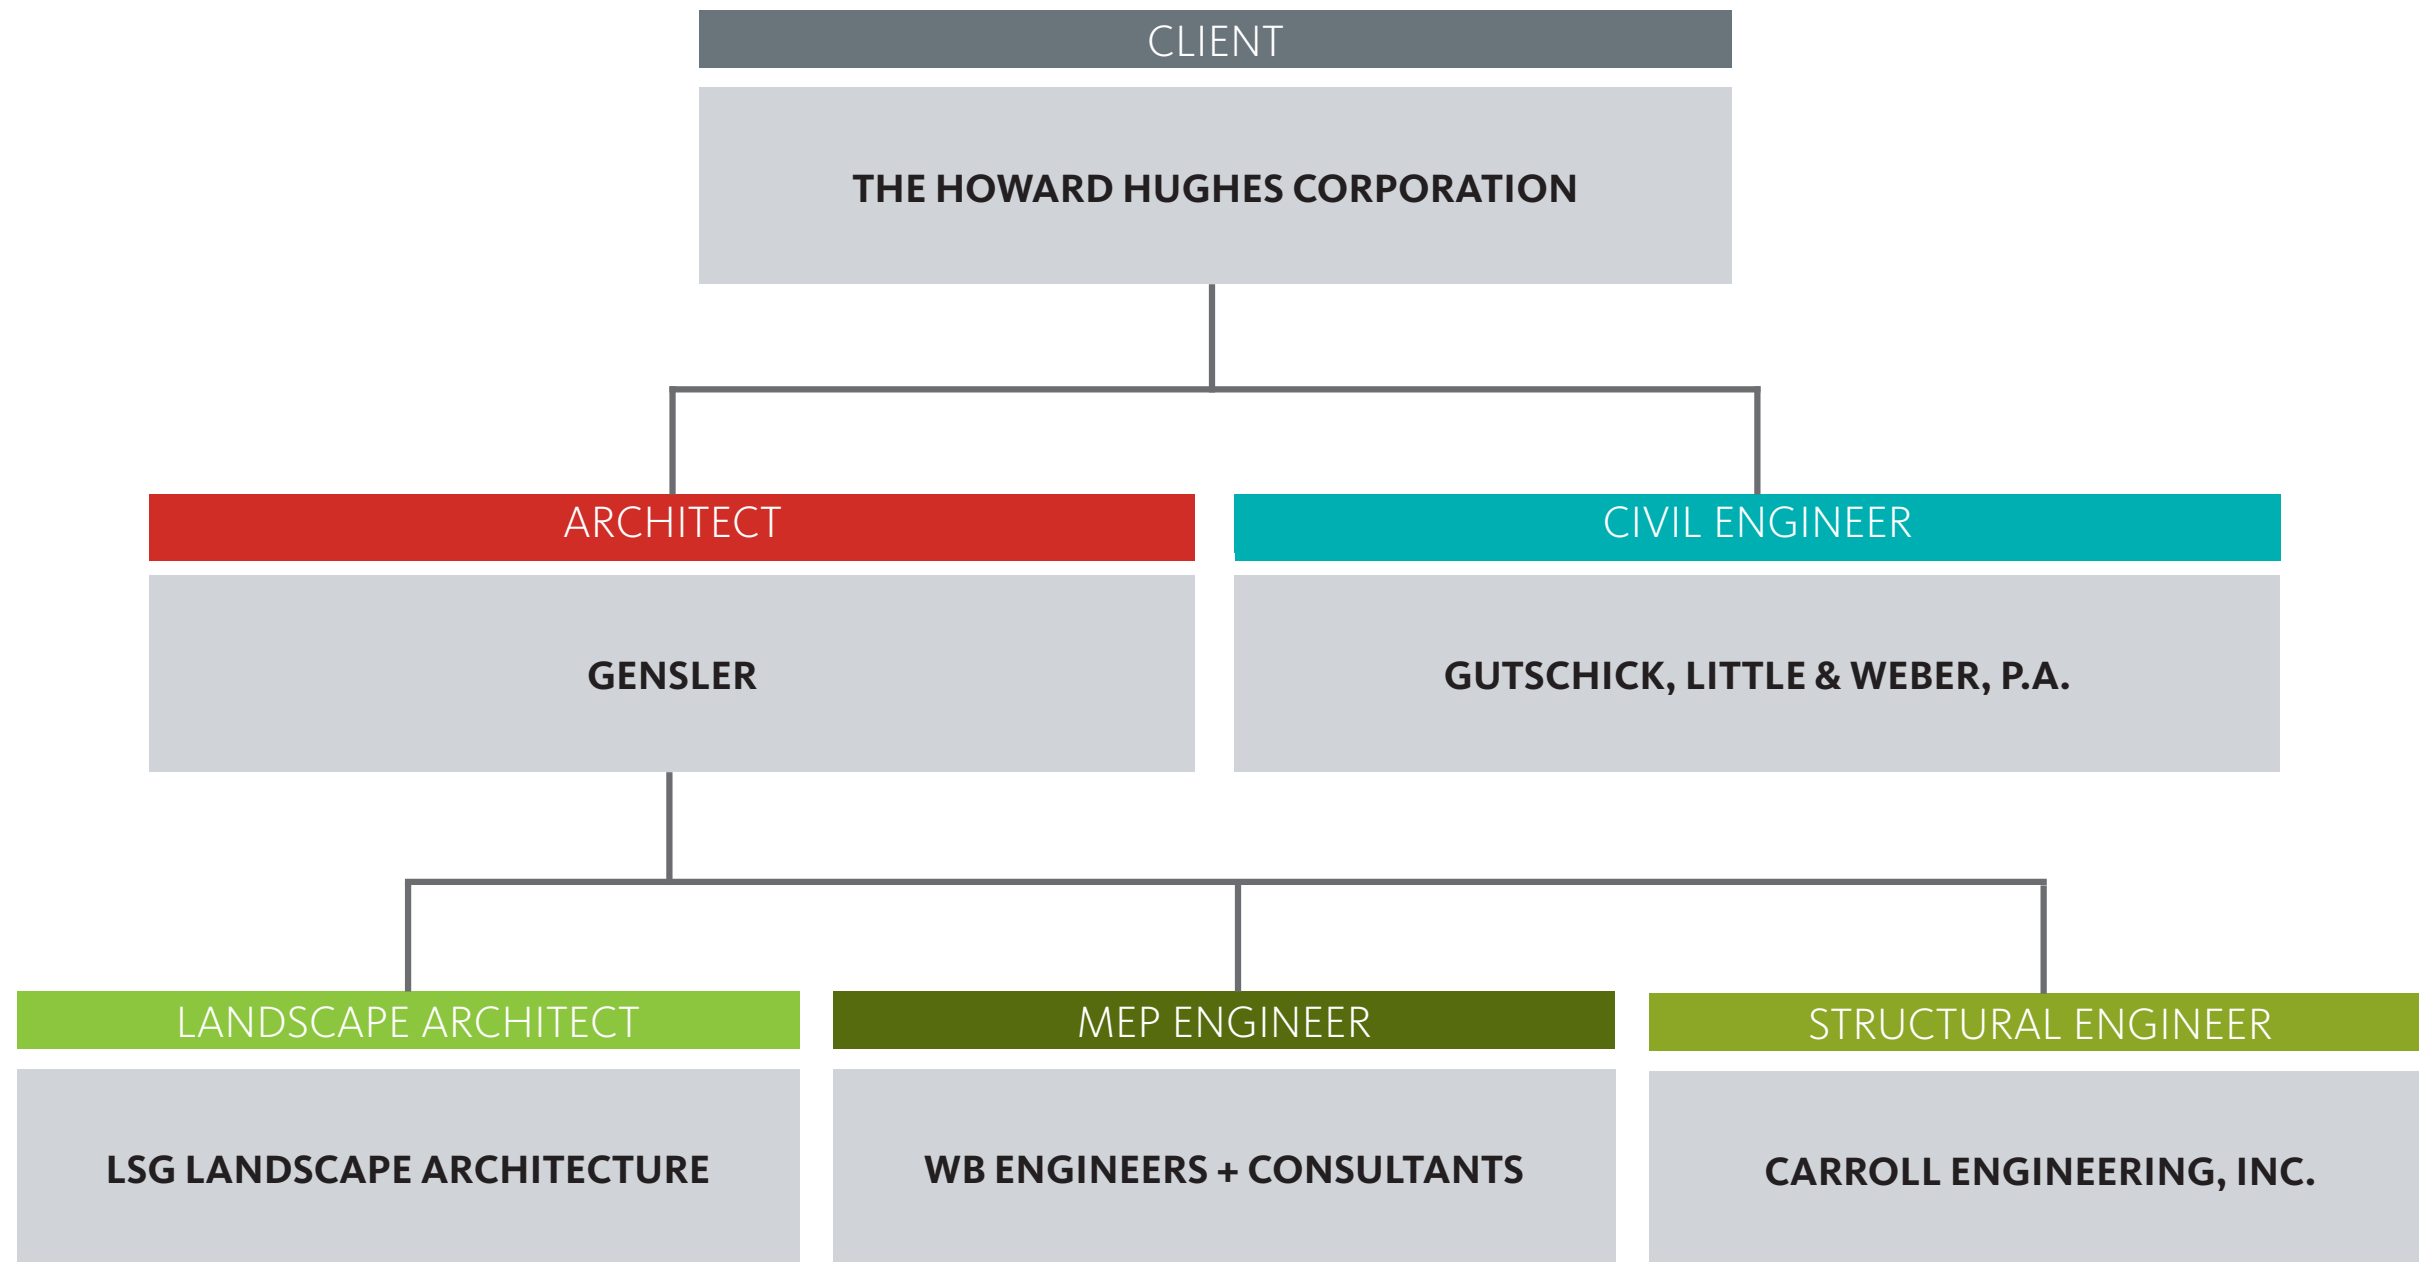 CLIENT
THE HOWARD HUGHES CORPORATION
ARCHITECT
CIVIL ENGINEER
GENSLER
GUTSCHICK, LITTLE & WEBER, P.A.
LANDSCAPE ARCHITECT
MEP ENGINEER
STRUCTURAL ENGINEER
LSG LANDSCAPE ARCHITECTURE
WB ENGINEERS + CONSULTANTS
CARROLL ENGINEERING, INC.